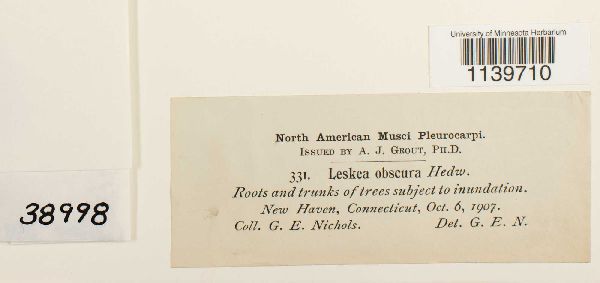 University of Minnesota Herbarium
1139710
North American Musci Pleurocarpi.
Issued by A. J. Grout, Ph.D.
331. Leskea obscura Hedw.
Roots and trunks of trees subject to inundation.
New Haven, Connecticut, Oct. 6, 1907.
Coll. G. E. Nichols. Det. G. E. N.
38998